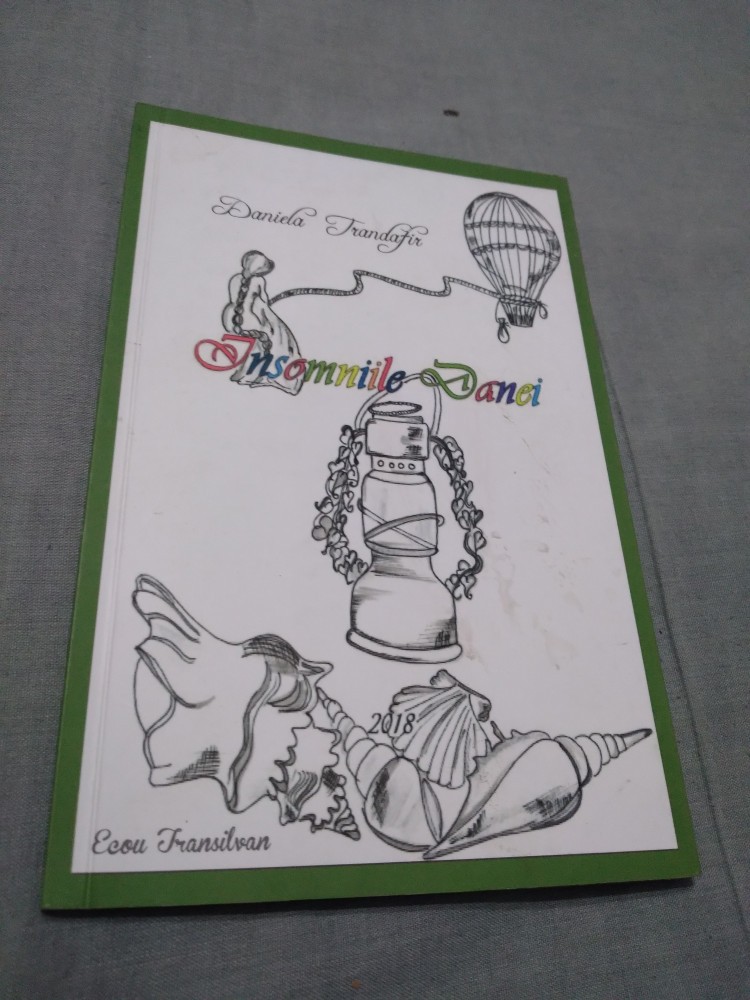 Daniela Trandafir
Insomniile Danei
2018
Ecou Transilvan